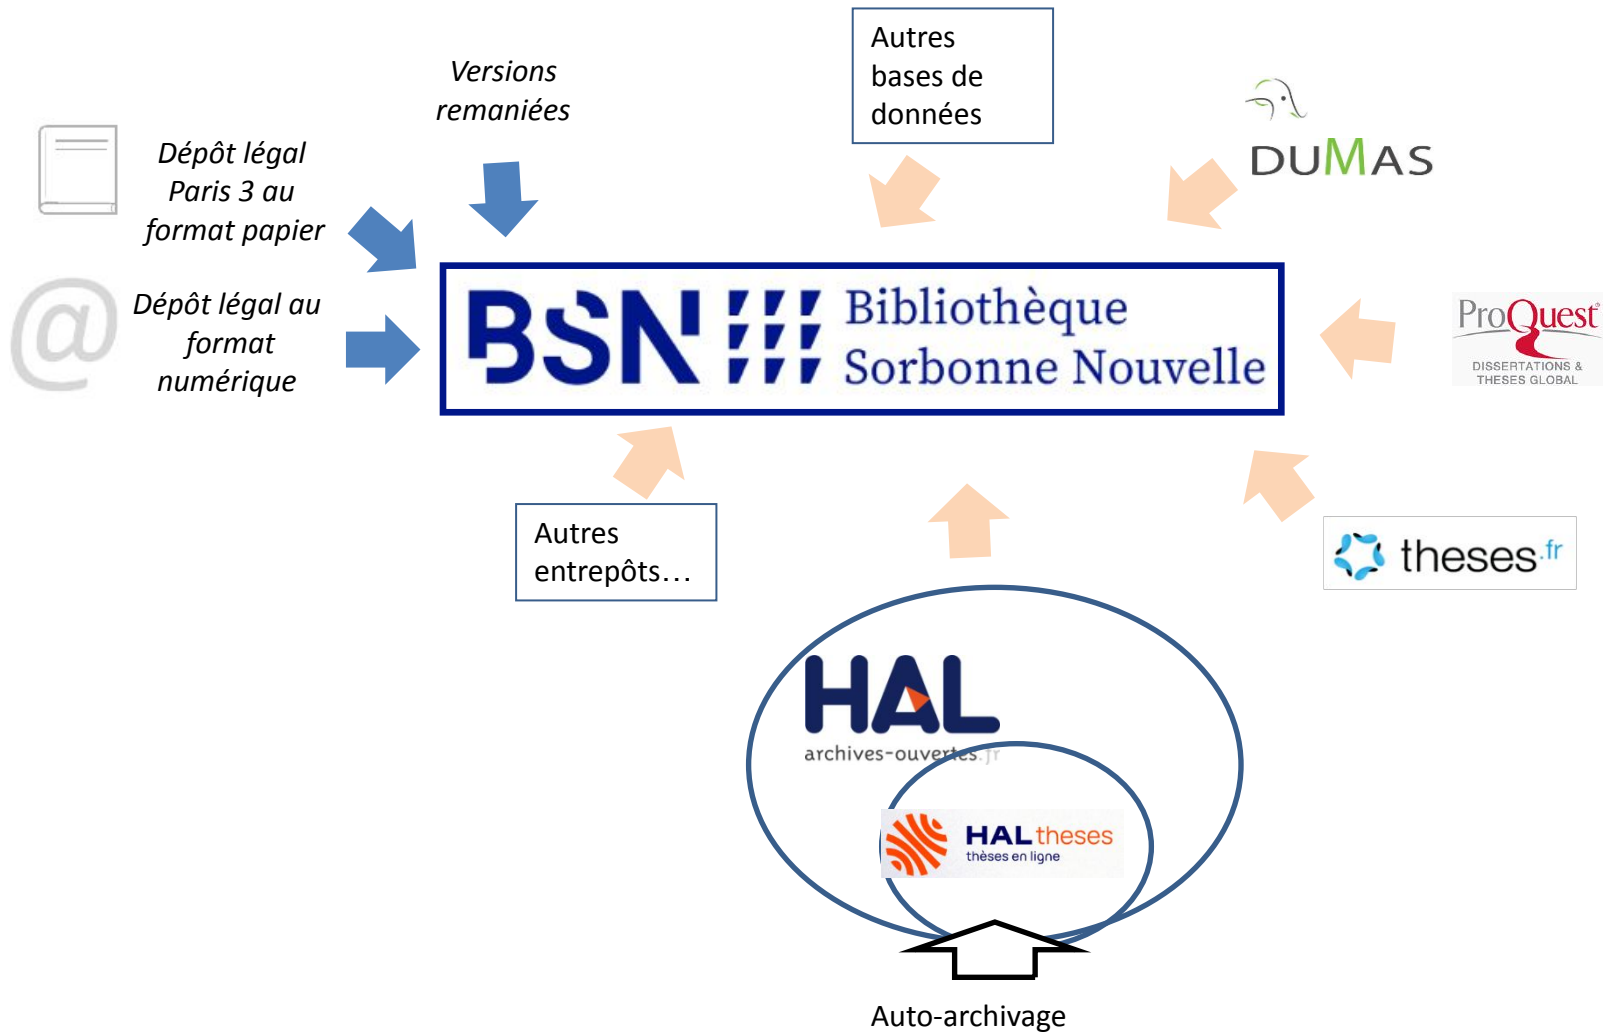 Versions
remaniées
Autres
bases de
données
DUMAS
Dépôt légal
Paris 3 au
format papier
@
Dépôt légal au
format
numérique
BSN
Bibliothèque
Sorbonne Nouvelle
ProQuest®
DISSERTATIONS &
THESES GLOBAL
Autres
entrepôts…
theses.fr
HAL
archives-ouvertes.fr
HAL theses
thèses en ligne
Auto-archivage